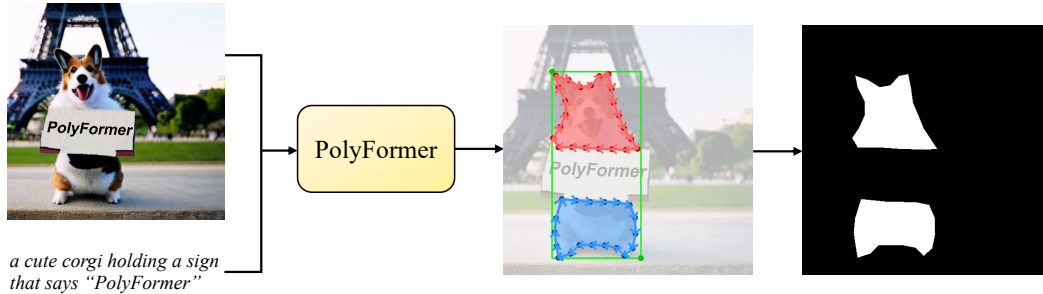 PolyFormer
PolyFormer
PolyFormer
a cute corgi holding a sign
that says “PolyFormer”